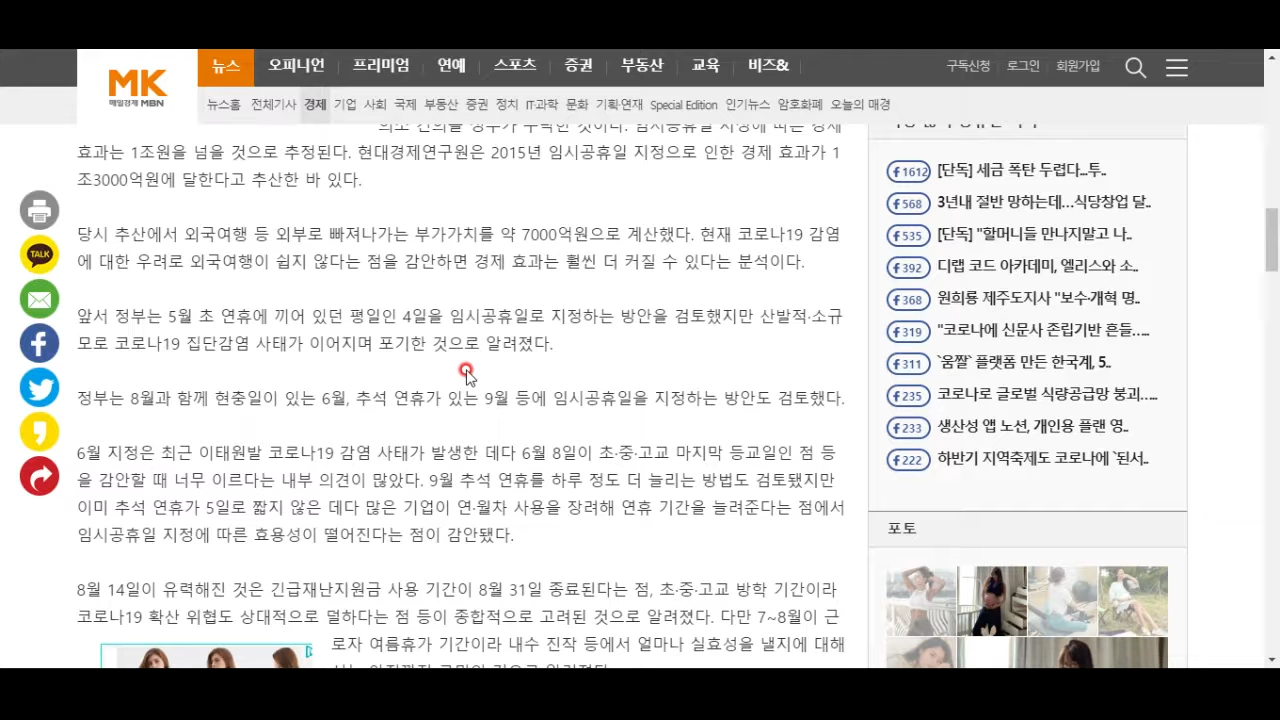 MK
매일경제 MBN
뉴스 오피니언 프리미엄 연예 스포츠 증권 부동산 교육 비즈&
구독신청 로그인 회원가입
뉴스홈 전체기사 경제 기업 사회 국제 부동산 증권 정치 IT·과학 문화 기획·연재 Special Edition 인기뉴스 암호화폐 오늘의 매경
의소 건의를 정부가 수락한 것이다. 임시공휴일 지정에 따른 경제
효과는 1조원을 넘을 것으로 추정된다. 현대경제연구원은 2015년 임시공휴일 지정으로 인한 경제 효과가 1
조3000억원에 달한다고 추산한 바 있다.
당시 추산에서 외국여행 등 외부로 빠져나가는 부가가치를 약 7000억원으로 계산했다. 현재 코로나19 감염
에 대한 우려로 외국여행이 쉽지 않다는 점을 감안하면 경제 효과는 훨씬 더 커질 수 있다는 분석이다.
앞서 정부는 5월 초 연휴에 끼어 있던 평일인 4일을 임시공휴일로 지정하는 방안을 검토했지만 산발적·소규
모로 코로나19 집단감염 사태가 이어지며 포기한 것으로 알려졌다.
정부는 8월과 함께 현충일이 있는 6월, 추석 연휴가 있는 9월 등에 임시공휴일을 지정하는 방안도 검토했다.
6월 지정은 최근 이태원발 코로나19 감염 사태가 발생한 데다 6월 8일이 초·중·고교 마지막 등교일인 점 등
을 감안할 때 너무 이르다는 내부 의견이 많았다. 9월 추석 연휴를 하루 정도 더 늘리는 방법도 검토됐지만
이미 추석 연휴가 5일로 짧지 않은 데다 많은 기업이 연·월차 사용을 장려해 연휴 기간을 늘려준다는 점에서
임시공휴일 지정에 따른 효용성이 떨어진다는 점이 감안됐다.
8월 14일이 유력해진 것은 긴급재난지원금 사용 기간이 8월 31일 종료된다는 점, 초·중·고교 방학 기간이라
코로나19 확산 위협도 상대적으로 덜하다는 점 등이 종합적으로 고려된 것으로 알려졌다. 다만 7~8월이 근
로자 여름휴가 기간이라 내수 진작 등에서 얼마나 실효성을 낼지에 대해
TALK
1612 [단독] 세금 폭탄 두렵다...투..
568 3년내 절반 망하는데…식당창업 달..
535 [단독] "할머니들 만나지말고 나..
392 디랩 코드 아카데미, 엘리스와 소..
368 원희룡 제주도지사 "보수·개혁 명..
319 "코로나에 신문사 존립기반 흔들…..
311 `움짤` 플랫폼 만든 한국계, 5..
235 코로나로 글로벌 식량공급망 붕괴…..
233 생산성 앱 노션, 개인용 플랜 영..
222 하반기 지역축제도 코로나에 `된서..
포토